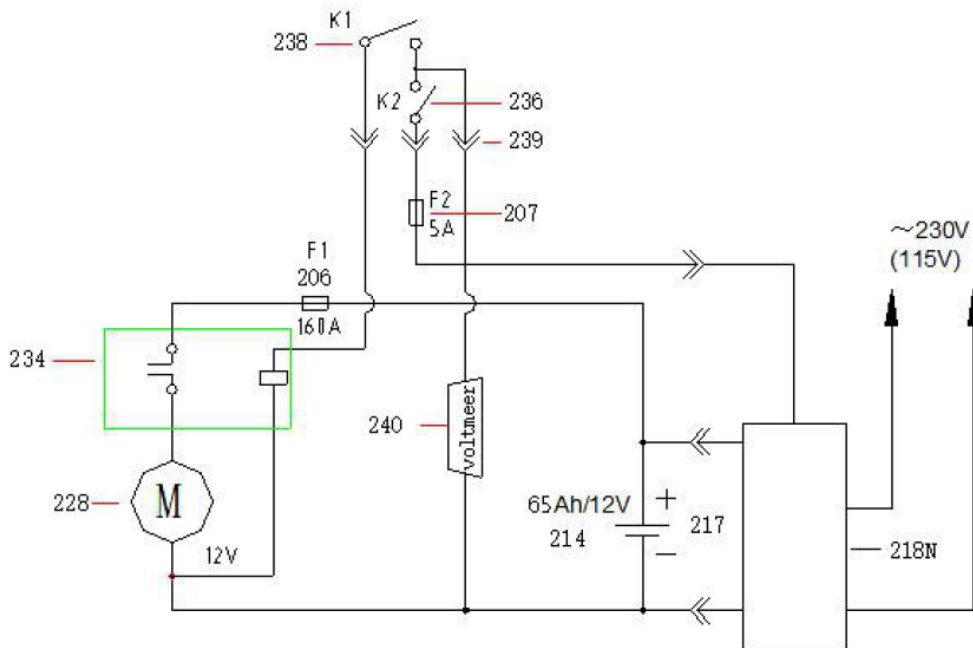 K1
238
K2
236
239
F2
207
5A
~230V
(115V)
F1
206
160A
234
240
voltmeer
65Ah/12V
+
214
217
228
M
12V
−
218N